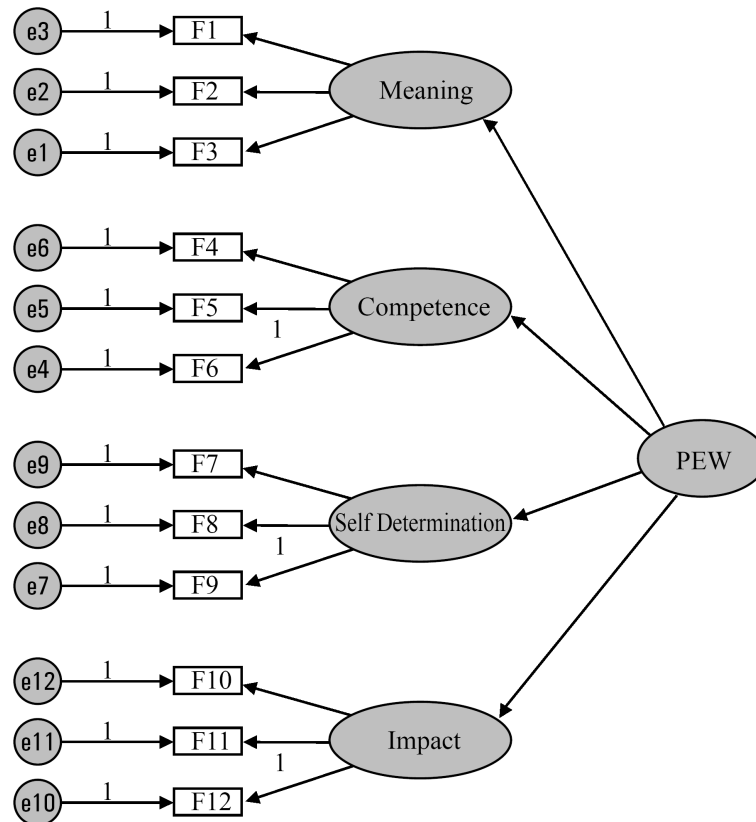 e3 1 F1
Meaning
e2 1 F2
e1 1 F3
e6 1 F4
Competence
e5 1 F5
1
e4 1 F6
PEW
e9 1 F7
Self Determination
e8 1 F8
1
e7 1 F9
e12 1 F10
Impact
e11 1 F11
1
e10 1 F12